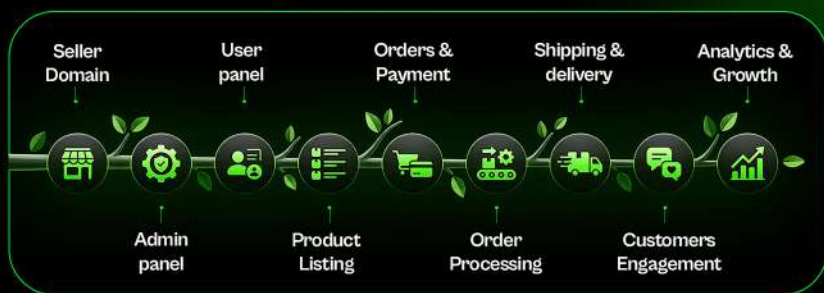 Seller
Domain
User
panel
Orders &
Payment
Shipping &
delivery
Analytics &
Growth
Admin
panel
Product
Listing
Order
Processing
Customers
Engagement